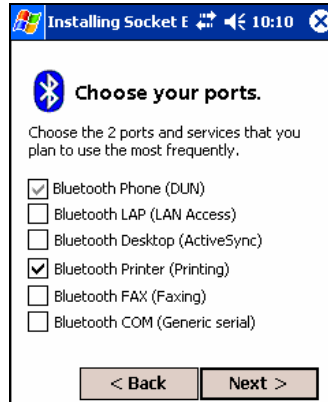 Installing Socket E 10:10
Choose your ports.
Choose the 2 ports and services that you
plan to use the most frequently.
Bluetooth Phone (DUN)
Bluetooth LAP (LAN Access)
Bluetooth Desktop (ActiveSync)
Bluetooth Printer (Printing)
Bluetooth FAX (Faxing)
Bluetooth COM (Generic serial)
< Back Next >